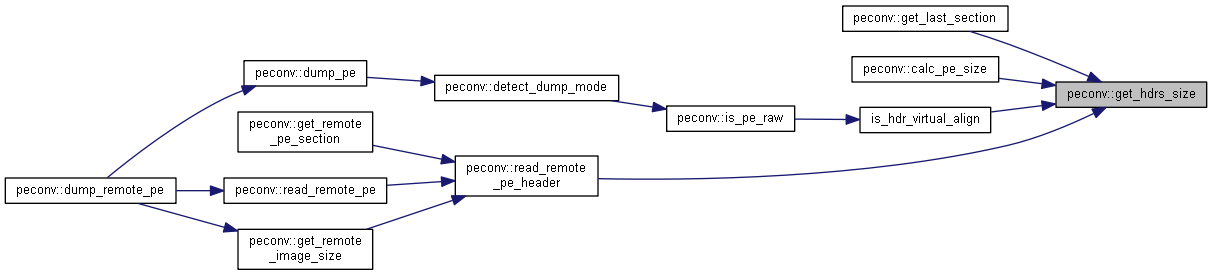 peconv::get_last_section
peconv::dump_pe
peconv::calc_pe_size
peconv::detect_dump_mode
peconv::get_hdrs_size
peconv::is_pe_raw
is_hdr_virtual_align
peconv::get_remote
_pe_section
peconv::read_remote
_pe_header
peconv::dump_remote_pe
peconv::read_remote_pe
peconv::get_remote
_image_size